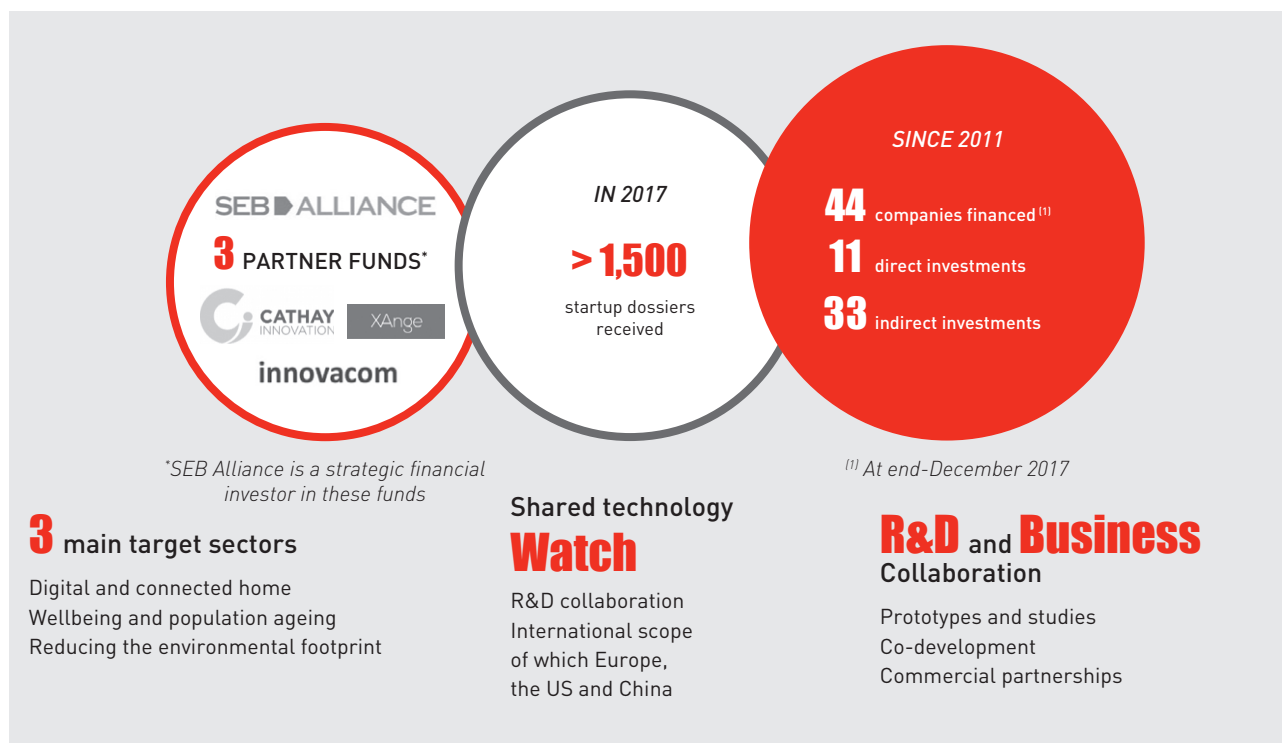 SEB ALLIANCE
3 PARTNER FUNDS*
CATHAY
INNOVATION
XAnge
innovacom
IN 2017
> 1,500
startup dossiers
received
SINCE 2011
44 companies financed (1)
11 direct investments
33 indirect investments
*SEB Alliance is a strategic financial
investor in these funds
(1) At end-December 2017
3 main target sectors
Digital and connected home
Wellbeing and population ageing
Reducing the environmental footprint
Shared technology
Watch
R&D collaboration
International scope
of which Europe,
the US and China
R&D and Business
Collaboration
Prototypes and studies
Co-development
Commercial partnerships